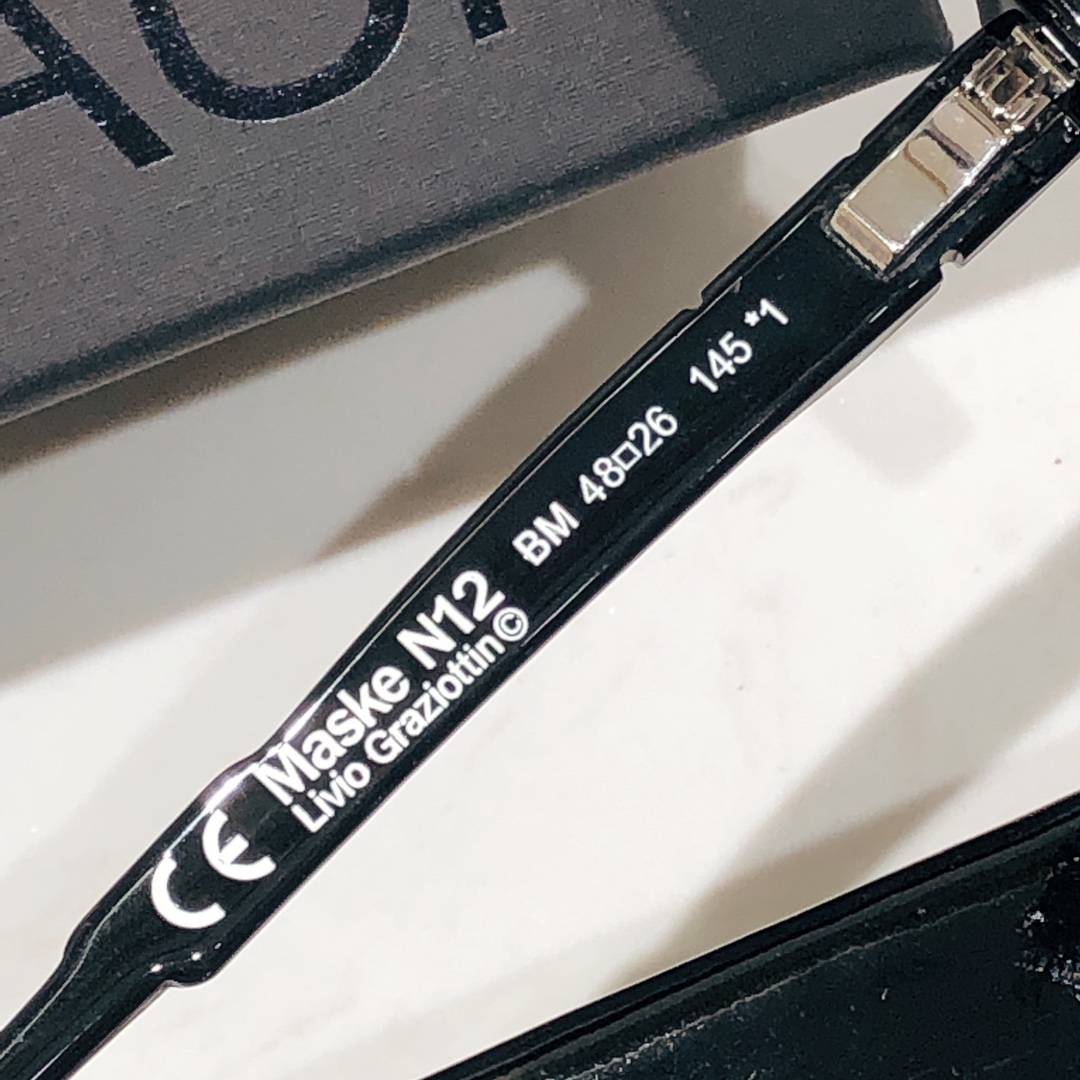 Maske N12 BM 48□26 145 *1
Livio Graziottin©
CE